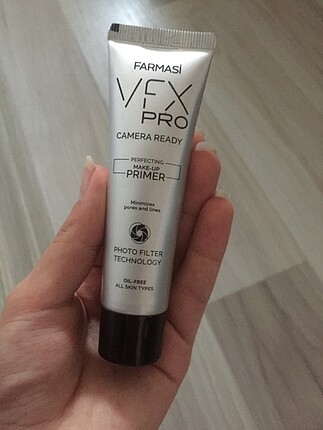 FARMASİ
VFX
PRO
CAMERA READY
PERFECTING
MAKE-UP
PRIMER
Minimizes
pores and lines
PHOTO FILTER
TECHNOLOGY
OIL-FREE
ALL SKIN TYPES